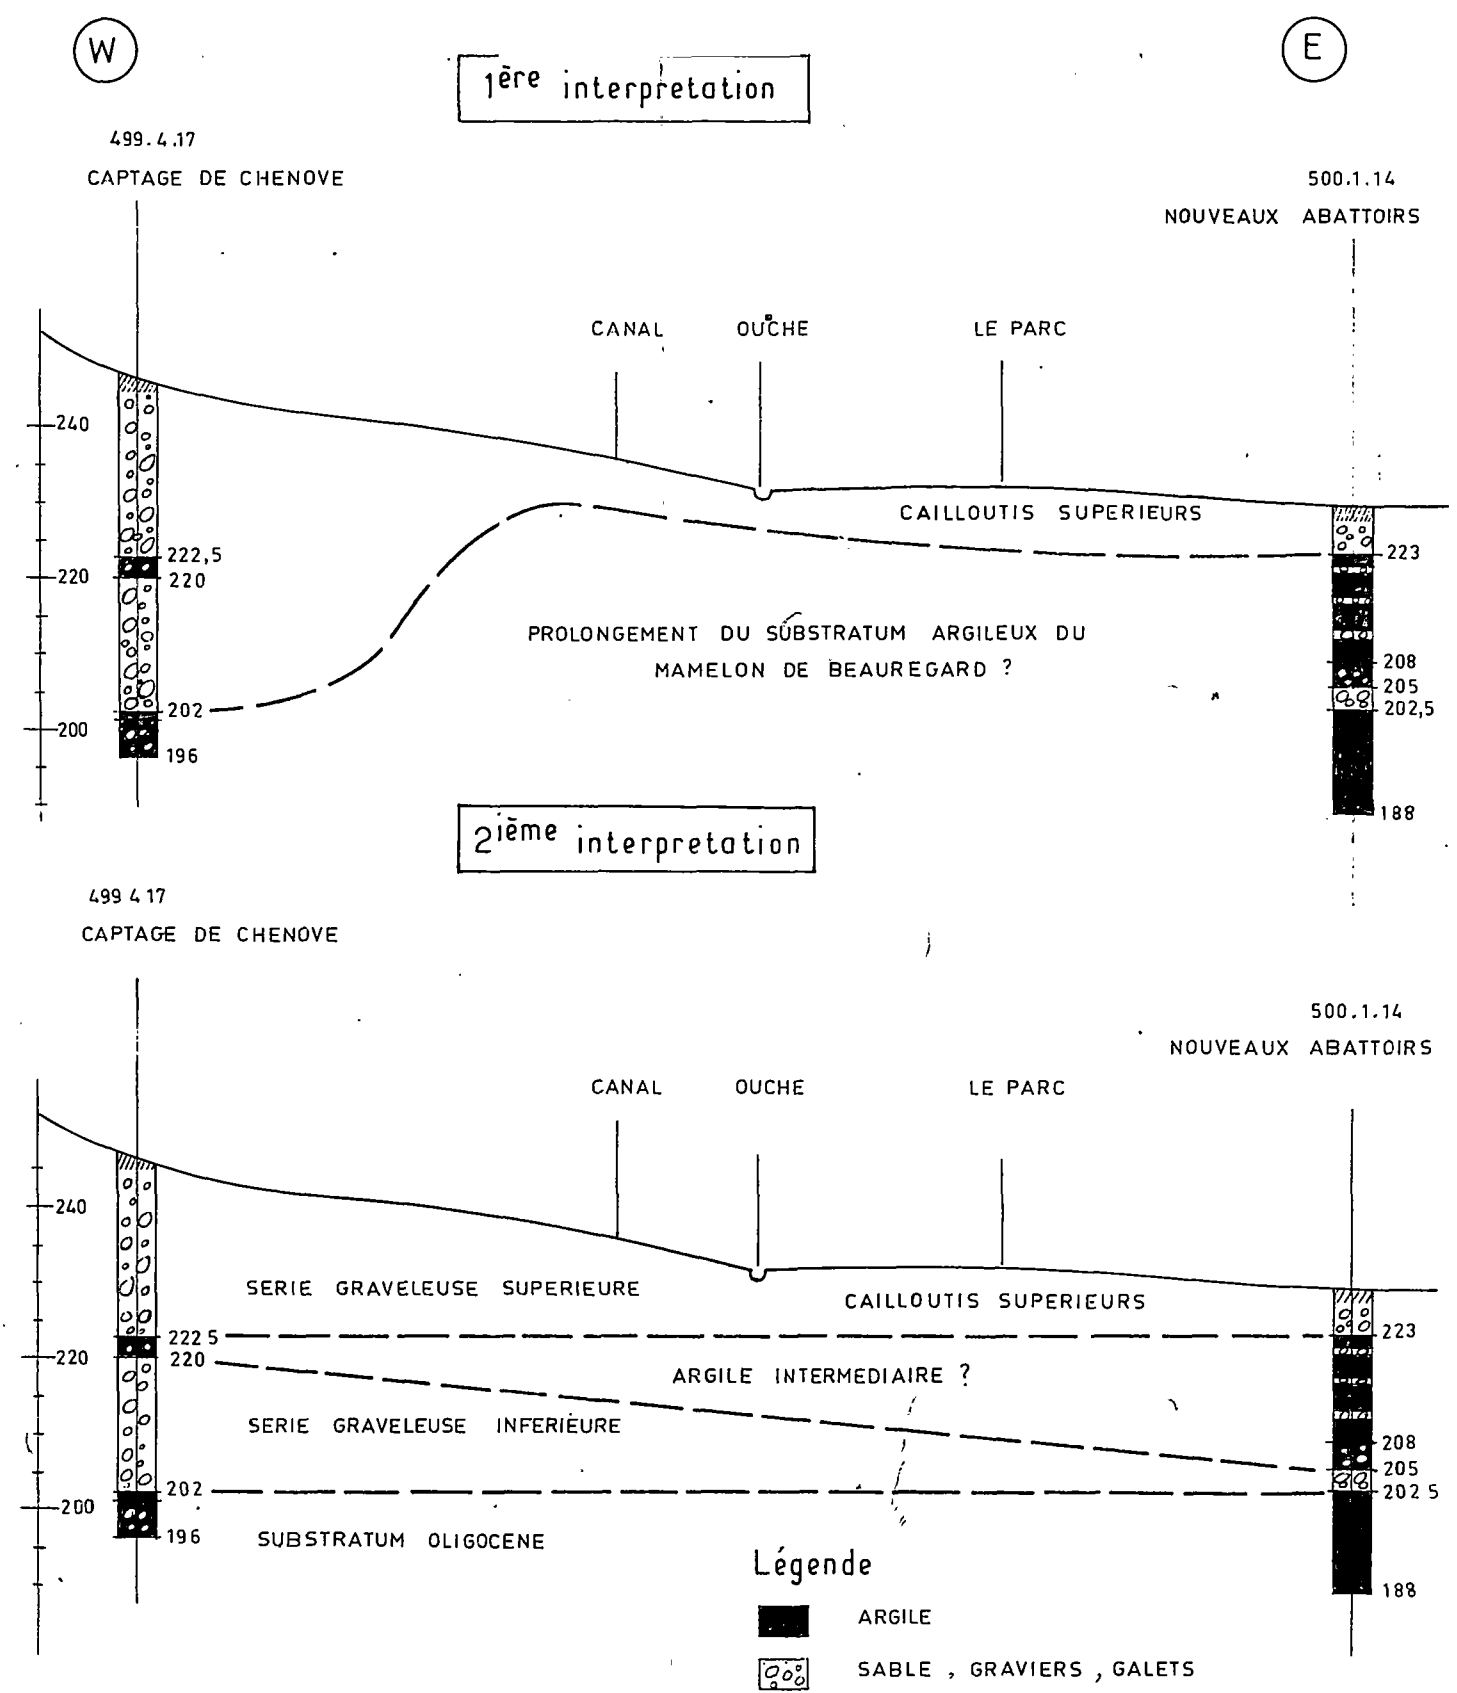 W
E
1ère interpretation
499.4.17
CAPTAGE DE CHENOVE
500.1.14
NOUVEAUX ABATTOIRS
CANAL
OUCHE
LE PARC
240
CAILLOUTIS SUPERIEURS
222,5
223
220
220
PROLONGEMENT DU SUBSTRATUM ARGILEUX DU
MAMELON DE BEAUREGARD ?
208
205
202
202,5
200
196
188
2ième interpretation
499 4 17
CAPTAGE DE CHENOVE
500.1.14
NOUVEAUX ABATTOIRS
CANAL
OUCHE
LE PARC
240
SERIE GRAVELEUSE SUPERIEURE
CAILLOUTIS SUPERIEURS
222 5
223
220
220
ARGILE INTERMEDIAIRE ?
SERIE GRAVELEUSE INFERIEURE
208
205
202
202 5
200
196
SUBSTRATUM OLIGOCENE
188
Légende
ARGILE
SABLE , GRAVIERS , GALETS